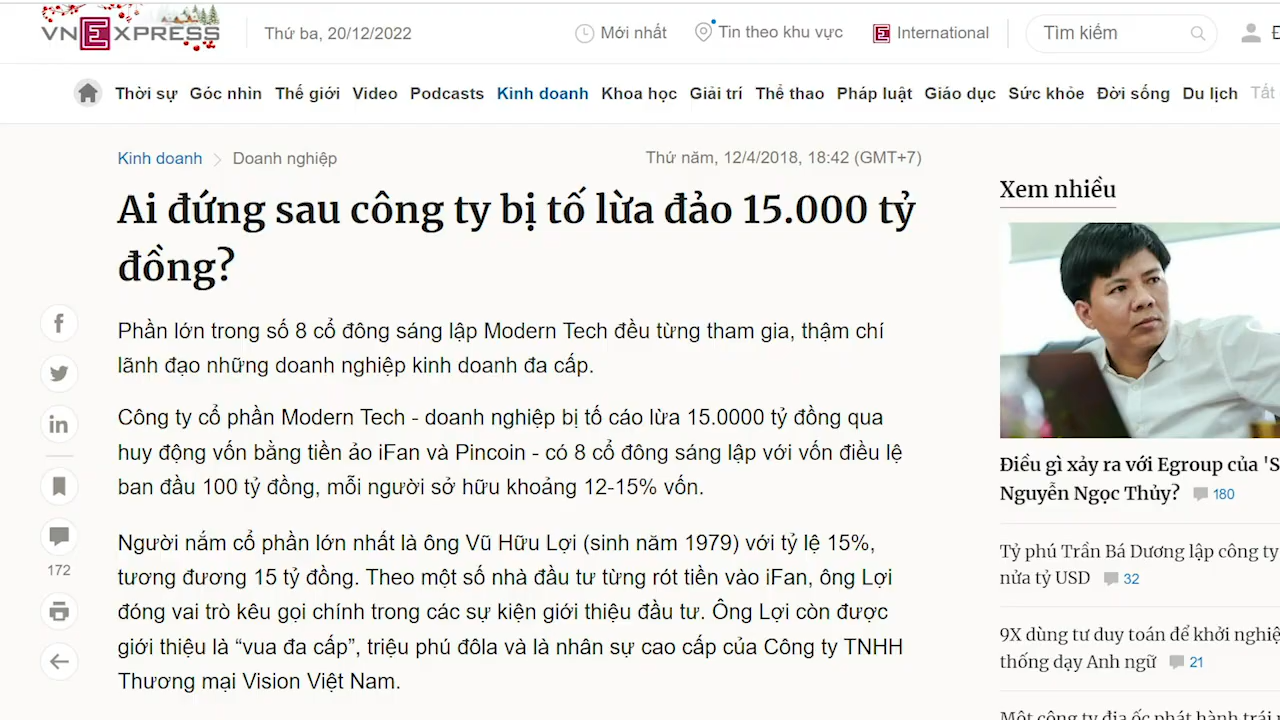 VNEXPRESS
Thứ ba, 20/12/2022
Mới nhất
Tin theo khu vực
International
Tìm kiếm
Thời sự Góc nhìn Thế giới Video Podcasts Kinh doanh Khoa học Giải trí Thể thao Pháp luật Giáo dục Sức khỏe Đời sống Du lịch Tất
Kinh doanh
Doanh nghiệp
Thứ năm, 12/4/2018, 18:42 (GMT+7)
Ai đứng sau công ty bị tố lừa đảo 15.000 tỷ
đồng?
Phần lớn trong số 8 cổ đông sáng lập Modern Tech đều từng tham gia, thậm chí
lãnh đạo những doanh nghiệp kinh doanh đa cấp.
Công ty cổ phần Modern Tech - doanh nghiệp bị tố cáo lừa 15.0000 tỷ đồng qua
huy động vốn bằng tiền ảo iFan và Pincoin - có 8 cổ đông sáng lập với vốn điều lệ
ban đầu 100 tỷ đồng, mỗi người sở hữu khoảng 12-15% vốn.
Người nắm cổ phần lớn nhất là ông Vũ Hữu Lợi (sinh năm 1979) với tỷ lệ 15%,
tương đương 15 tỷ đồng. Theo một số nhà đầu tư từng rót tiền vào iFan, ông Lợi
đóng vai trò kêu gọi chính trong các sự kiện giới thiệu đầu tư. Ông Lợi còn được
giới thiệu là “vua đa cấp”, triệu phú đôla và là nhân sự cao cấp của Công ty TNHH
Thương mại Vision Việt Nam.
172
Xem nhiều
Điều gì xảy ra với Egroup của 'S
Nguyễn Ngọc Thủy? 180
Tỷ phú Trần Bá Dương lập công ty
nửa tỷ USD 32
9X dùng tư duy toán để khởi nghiệ
thống dạy Anh ngữ 21
Một công ty địa ốc phát hành trái